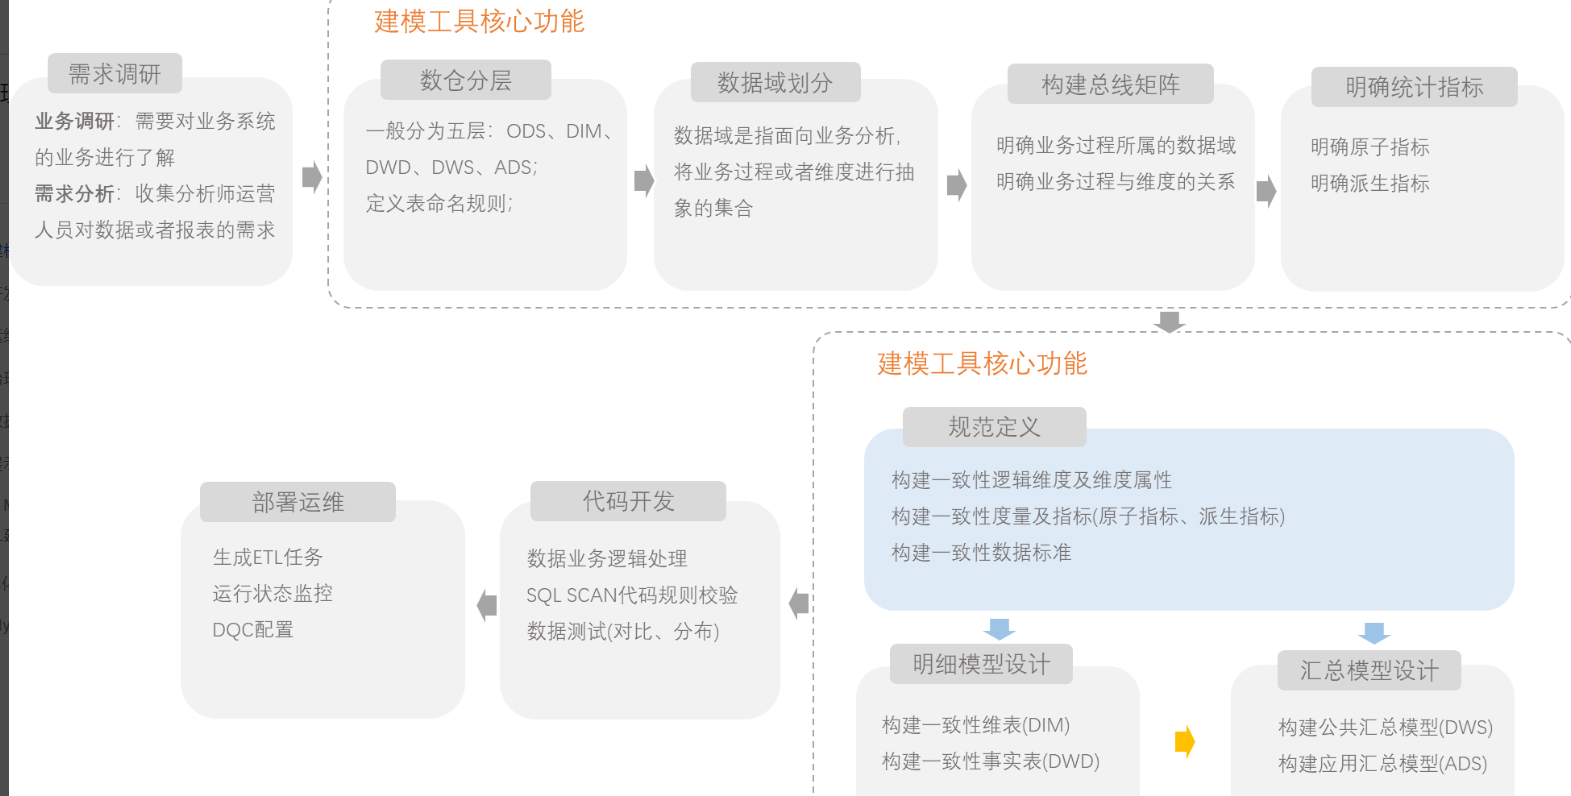 建模工具核心功能
需求调研
业务调研：需要对业务系统
的业务进行了解
需求分析：收集分析师运营
人员对数据或者报表的需求
数仓分层
一般分为五层：ODS、DIM、
DWD、DWS、ADS；
定义表命名规则；
数据域划分
数据域是指面向业务分析,
将业务过程或者维度进行抽
象的集合
构建总线矩阵
明确业务过程所属的数据域
明确业务过程与维度的关系
明确统计指标
明确原子指标
明确派生指标
建模工具核心功能
规范定义
构建一致性逻辑维度及维度属性
构建一致性度量及指标(原子指标、派生指标)
构建一致性数据标准
部署运维
生成ETL任务
运行状态监控
DQC配置
代码开发
数据业务逻辑处理
SQL SCAN代码规则校验
数据测试(对比、分布)
明细模型设计
构建一致性维表(DIM)
构建一致性事实表(DWD)
汇总模型设计
构建公共汇总模型(DWS)
构建应用汇总模型(ADS)